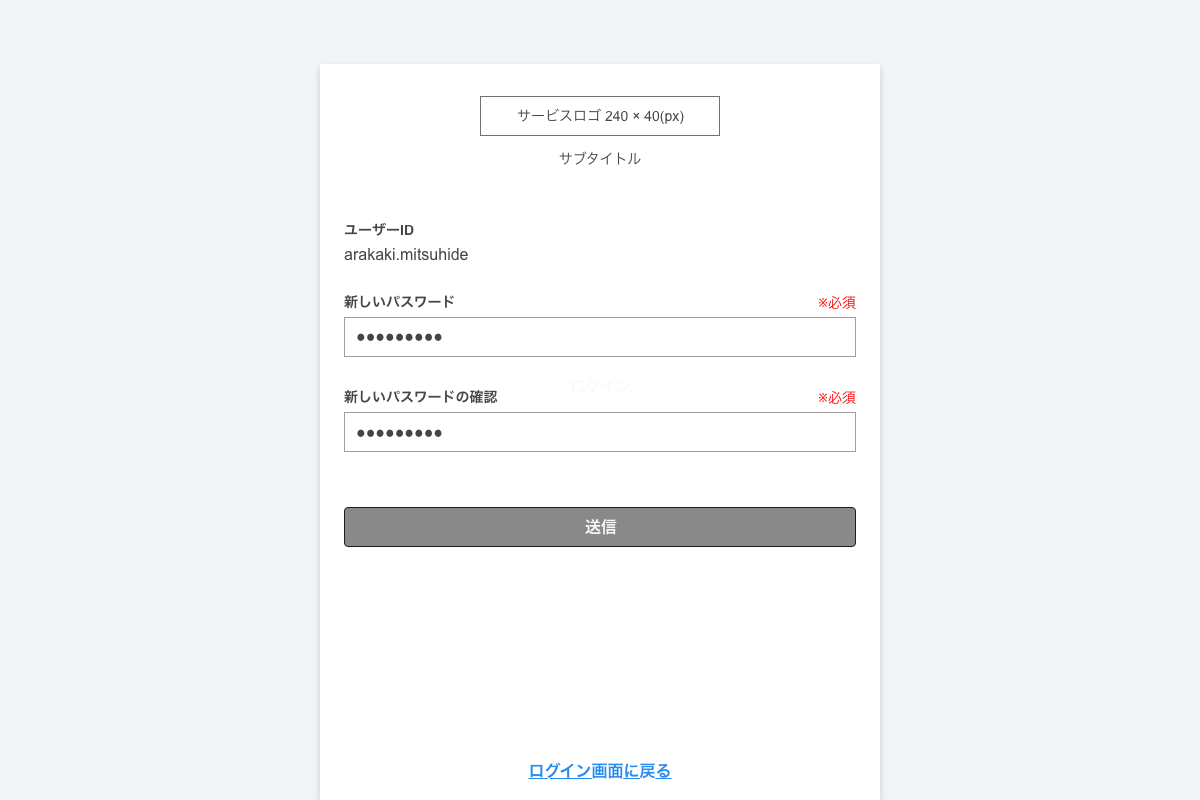 サービスロゴ 240 × 40(px)
サブタイトル
ユーザーID
arakaki.mitsuhide
新しいパスワード ※必須
●●●●●●●●●
ログイン
新しいパスワードの確認 ※必須
●●●●●●●●●
送信
ログイン画面に戻る